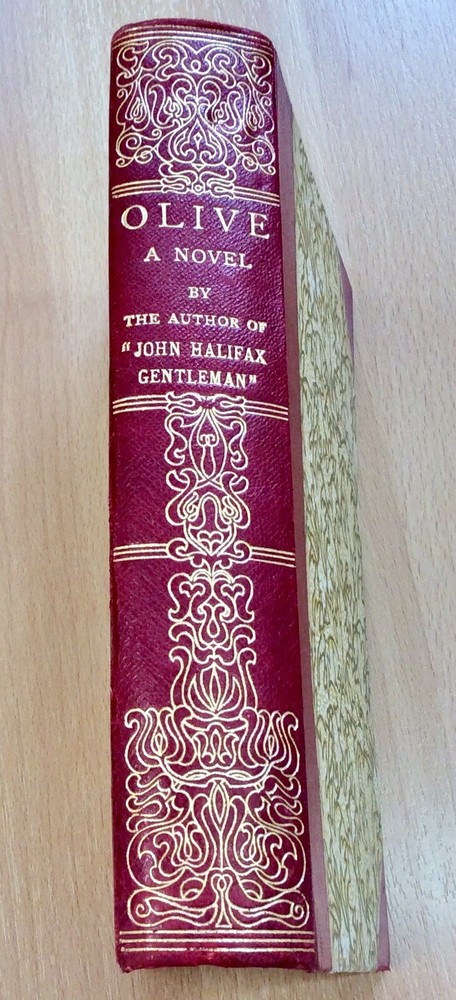 OLIVE
A NOVEL
BY
THE AUTHOR OF
"JOHN HALIFAX
GENTLEMAN"